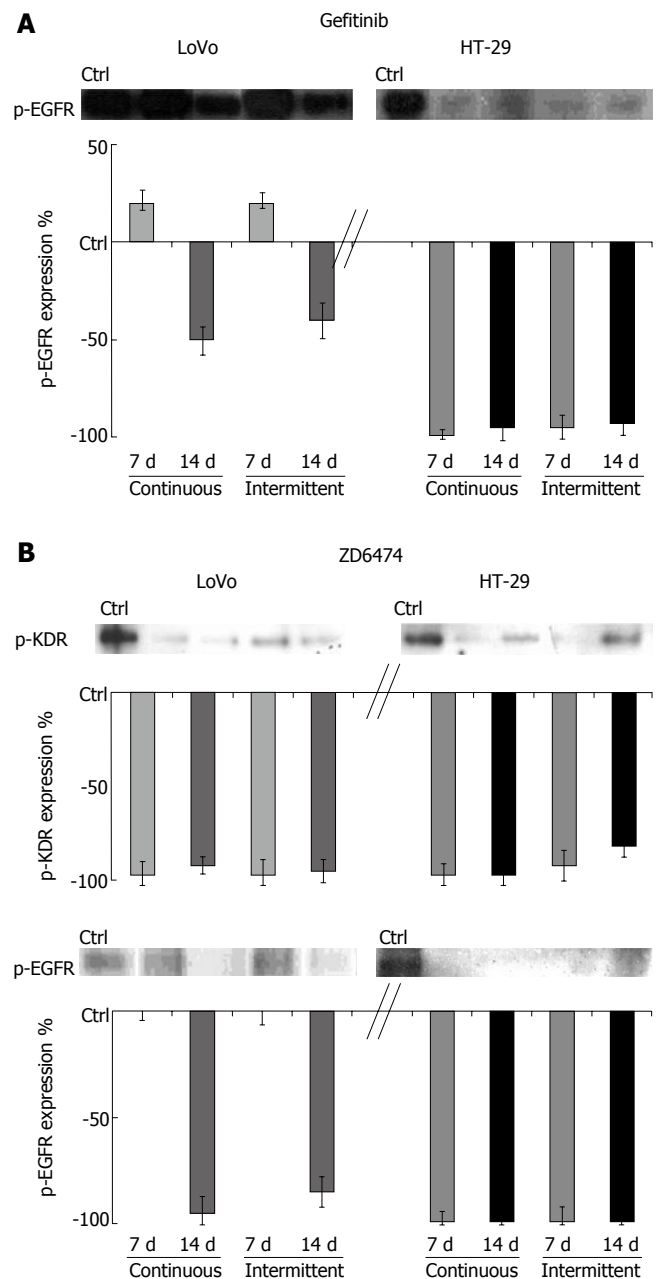 A
Gefitinib
LoVo HT-29
Ctrl Ctrl
p-EGFR
50
Ctrl
-50
-100
p-EGFR expression %
7 d 14 d 7 d 14 d 7 d 14 d 7 d 14 d
Continuous Intermittent Continuous Intermittent
B
ZD6474
LoVo HT-29
Ctrl Ctrl
p-KDR
Ctrl
-50
-100
p-KDR expression %
Ctrl Ctrl
p-EGFR
Ctrl
-50
-100
p-EGFR expression %
7 d 14 d 7 d 14 d 7 d 14 d 7 d 14 d
Continuous Intermittent Continuous Intermittent